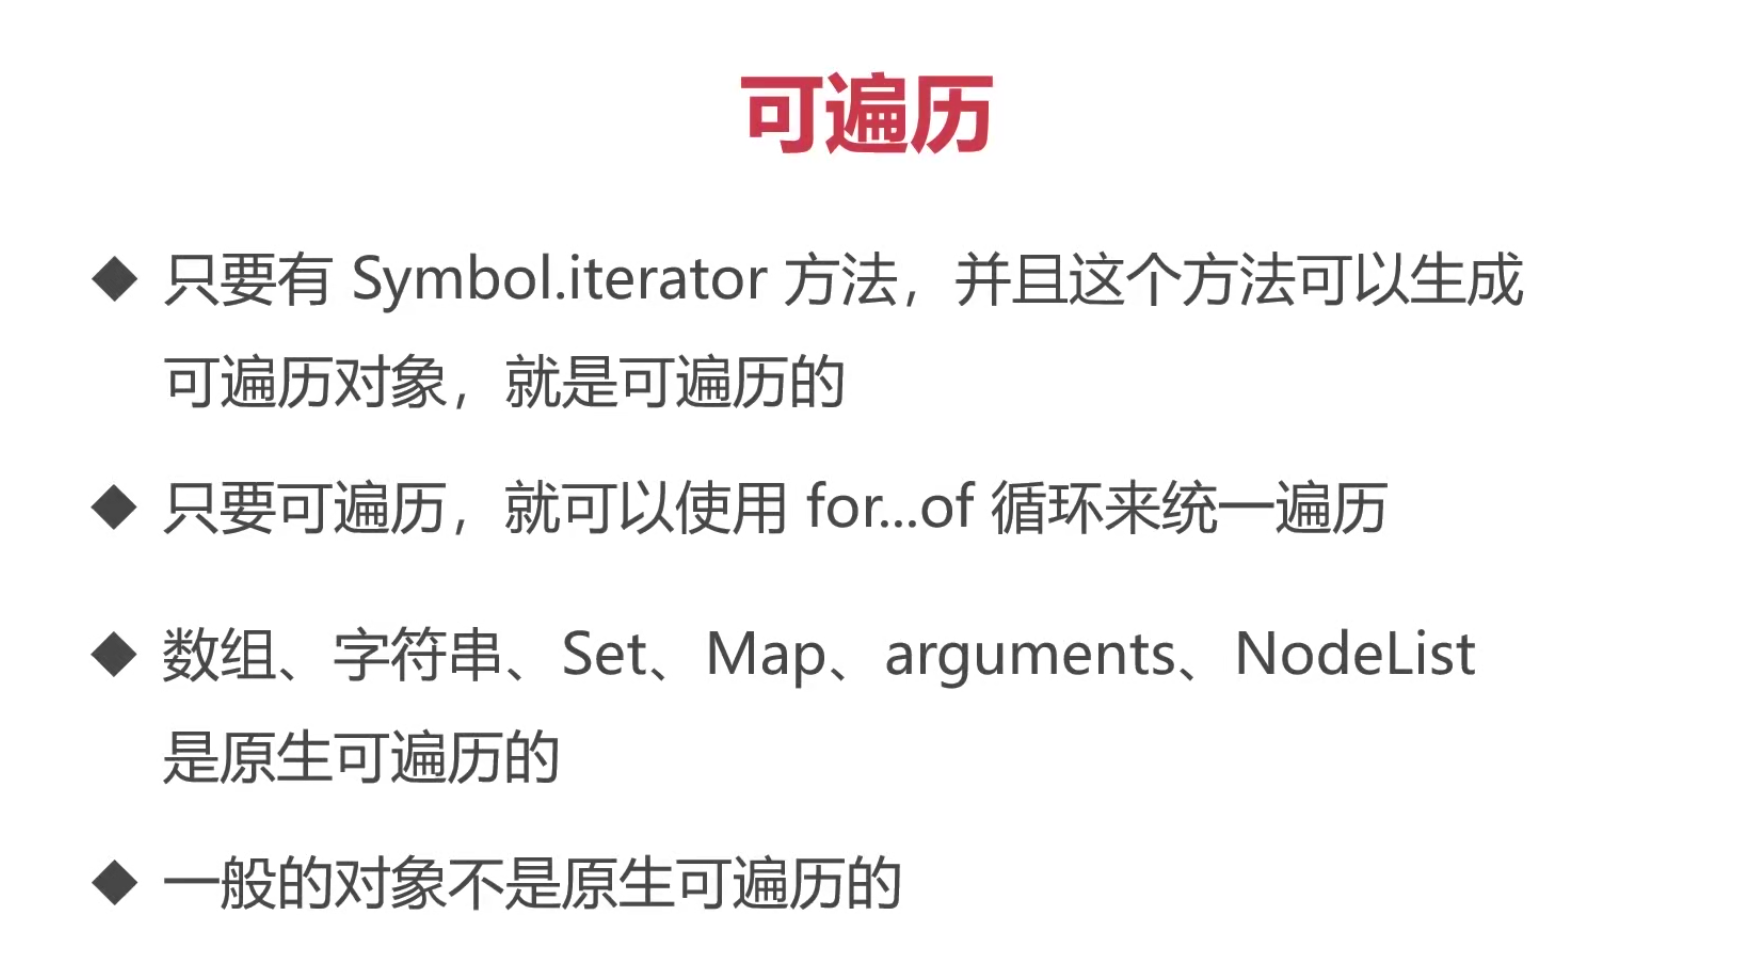 可遍历
◆ 只要有 Symbol.iterator 方法，并且这个方法可以生成
可遍历对象，就是可遍历的
◆ 只要可遍历，就可以使用 for...of 循环来统一遍历
◆ 数组、字符串、Set、Map、arguments、NodeList
是原生可遍历的
◆ 一般的对象不是原生可遍历的